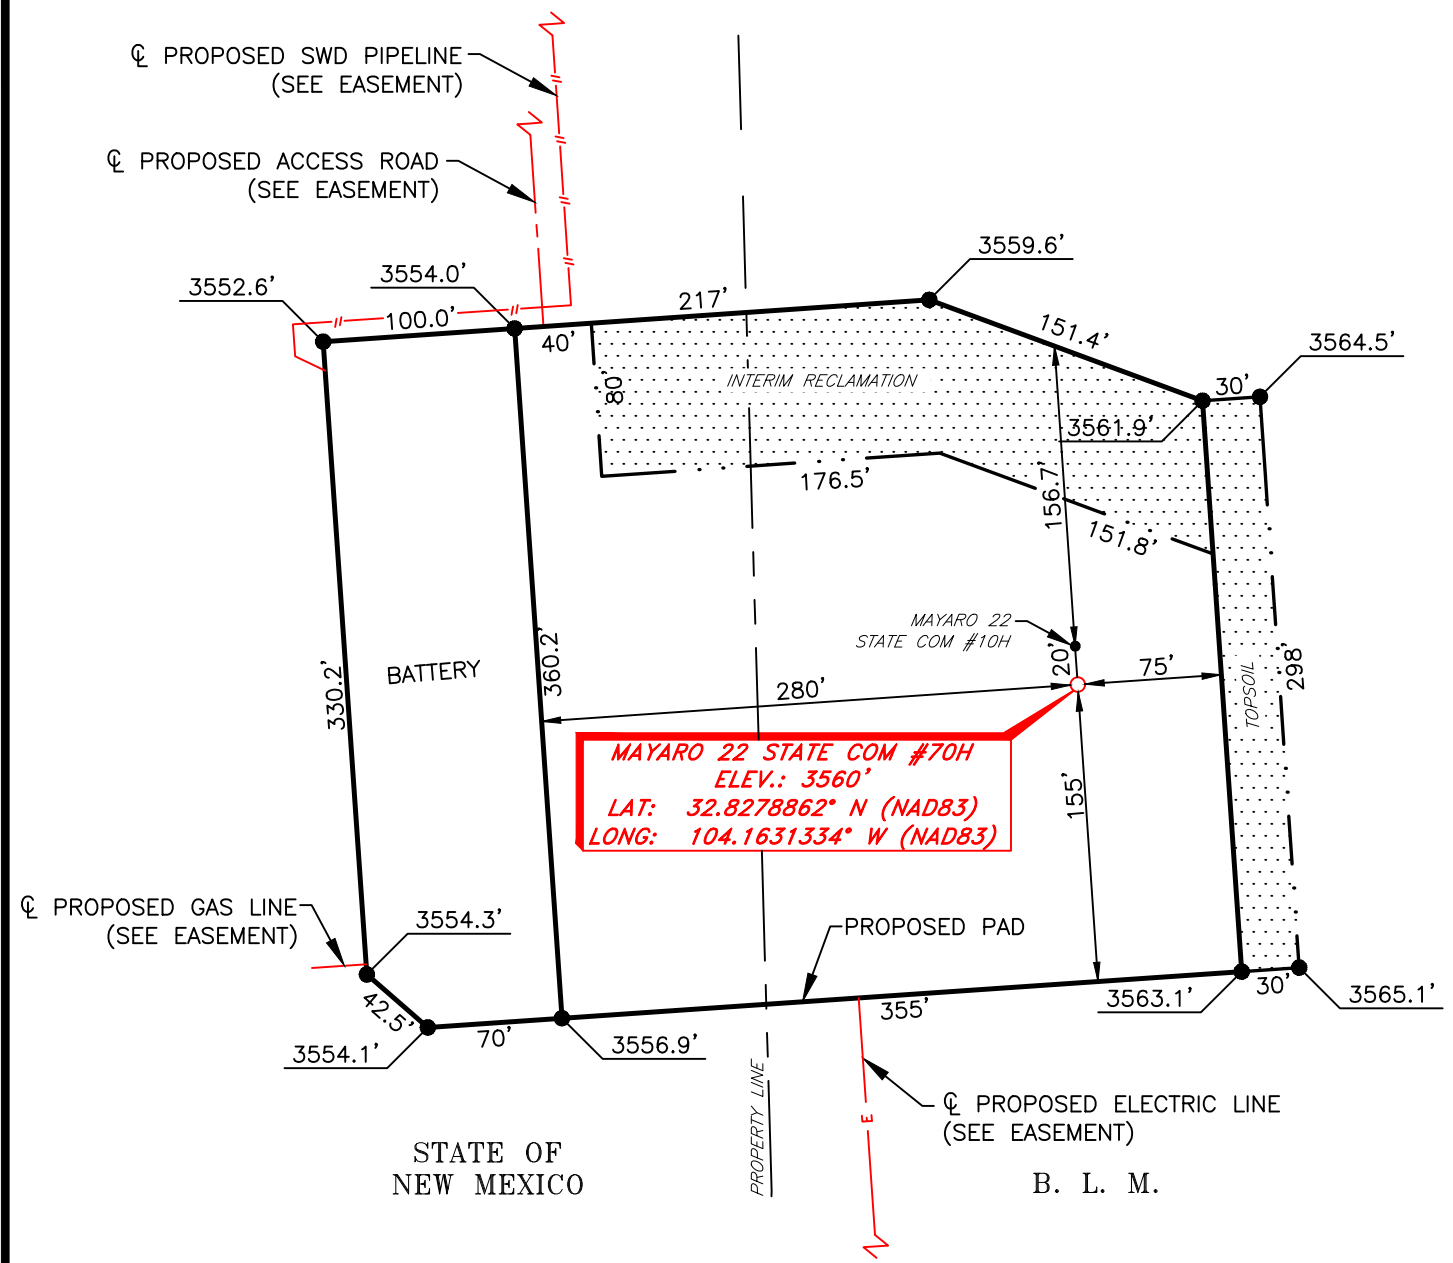 ℄ PROPOSED SWD PIPELINE
(SEE EASEMENT)
℄ PROPOSED ACCESS ROAD
(SEE EASEMENT)
3552.6'
3554.0'
3559.6'
3564.5'
100.0'
217'
40'
151.4'
30'
80'
INTERIM RECLAMATION
3561.9'
176.5'
156.7'
151.8'
MAYARO 22
STATE COM #10H
20'
75'
280'
330.2'
BATTERY
360.2'
TOPSOIL
298'
MAYARO 22 STATE COM #70H
ELEV.: 3560'
LAT: 32.8278862° N (NAD83)
LONG: 104.1631334° W (NAD83)
155'
℄ PROPOSED GAS LINE
(SEE EASEMENT)
3554.3'
PROPOSED PAD
42.5'
3554.1'
70'
3556.9'
355'
3563.1'
30'
3565.1'
PROPERTY LINE
℄ PROPOSED ELECTRIC LINE
(SEE EASEMENT)
E
STATE OF
NEW MEXICO
B. L. M.